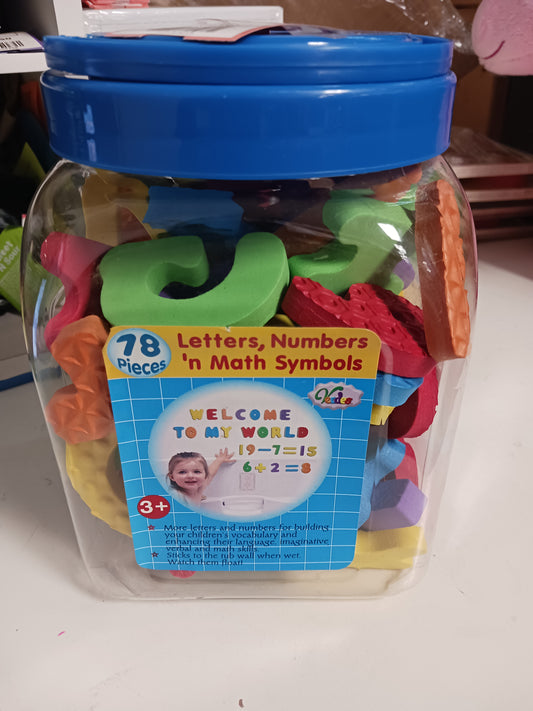 78
Pieces
Letters, Numbers
'n Math Symbols
WELCOME
TO MY WORLD
19-7=15
6+2=8
3+
More letters and numbers for building
your children's vocabulary and
enhancing their language, imaginative
verbal and math skills.
Sticks to the tub wall when wet.
Watch them float!